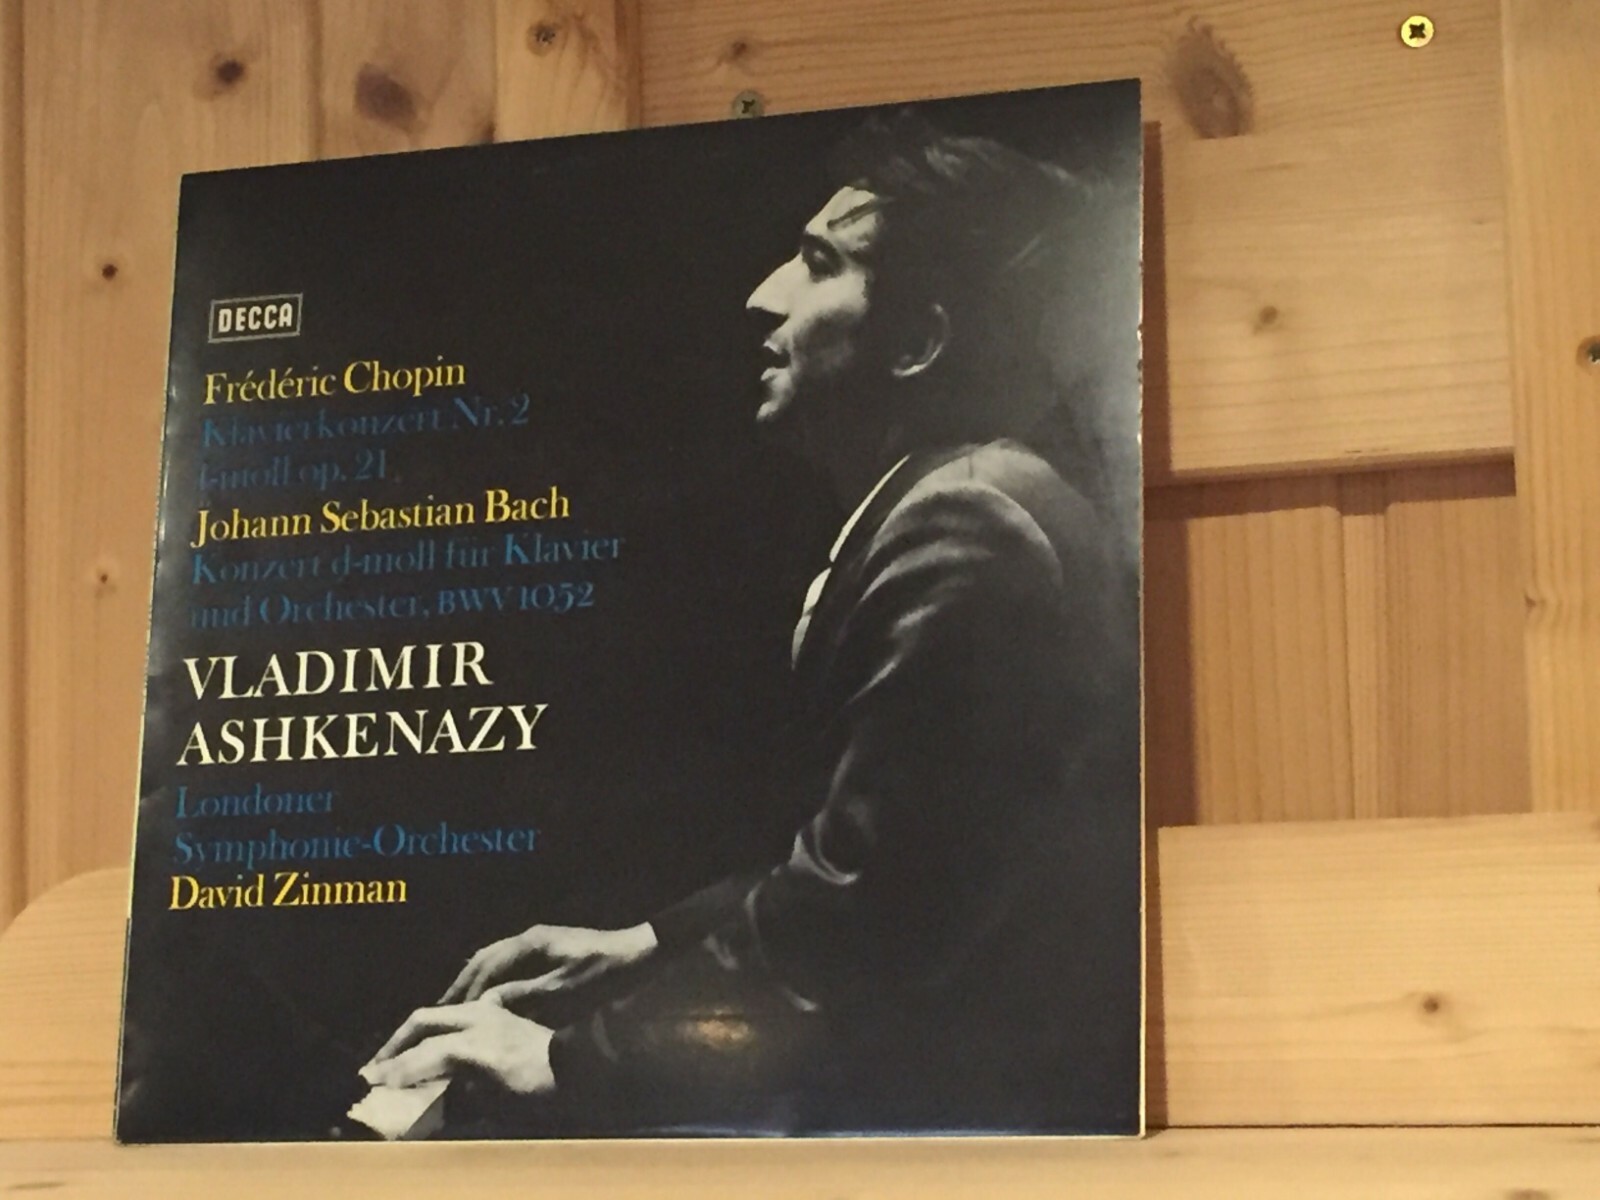 DECCA
Frédéric Chopin
Klavierkonzert Nr. 2
f-moll op. 21
Johann Sebastian Bach
Konzert d-moll für Klavier
und Orchester, BWV 1052
VLADIMIR
ASHKENAZY
Londoner
Symphonie-Orchester
David Zinman